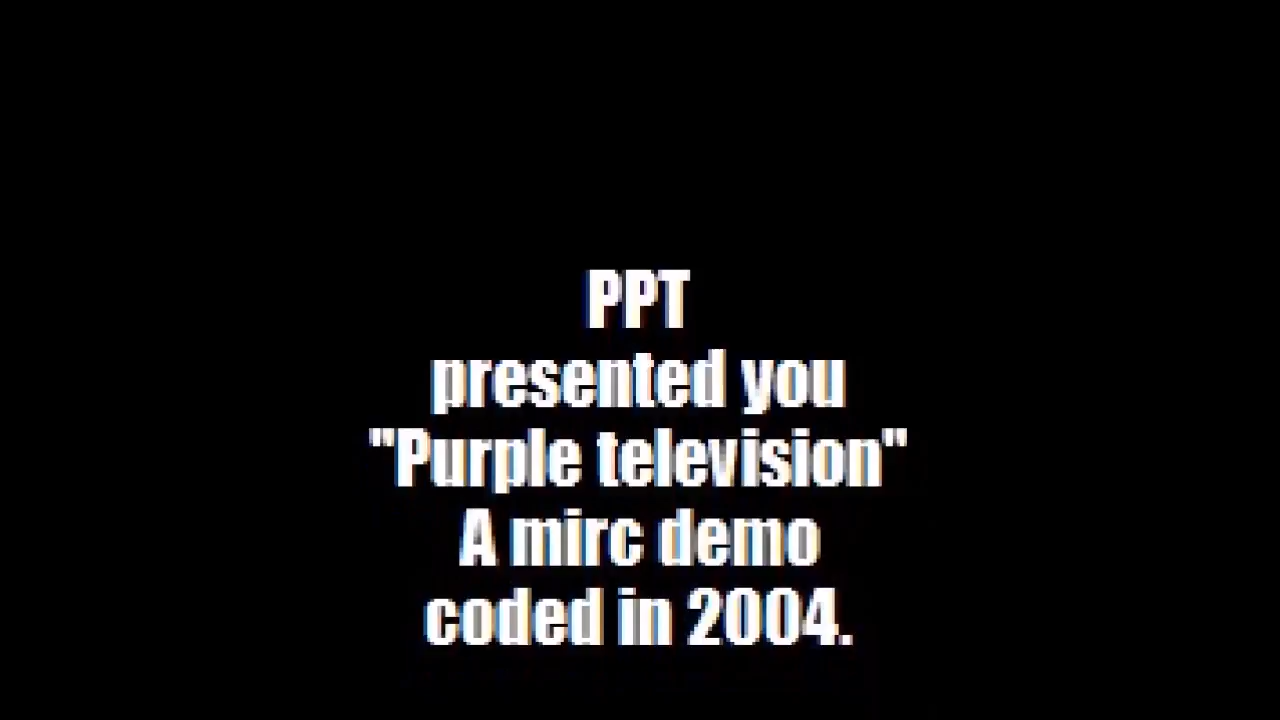 PPT
presented you
"Purple television"
A mirc demo
coded in 2004.